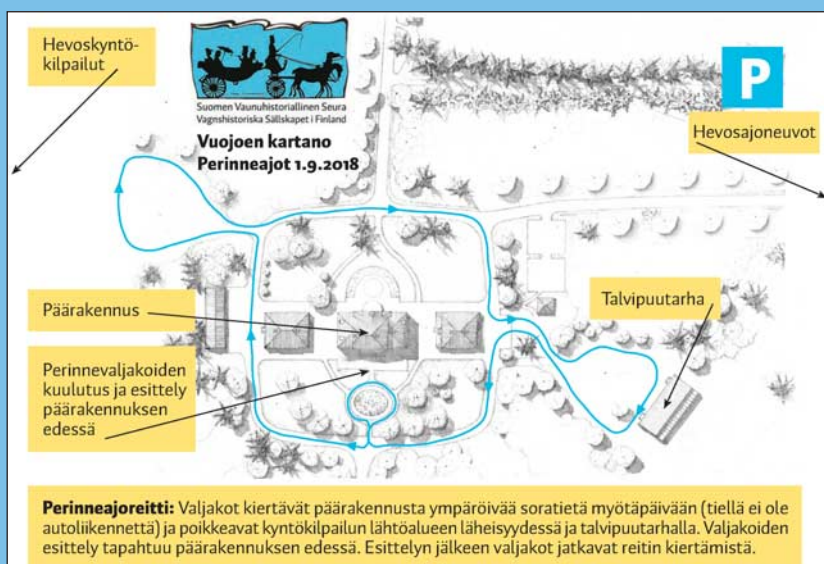 Hevoskyntö-
kilpailut
Suomen Vaunuhistoriallinen Seura
Vagnshistoriska Sällskapet i Finland
Vuojoen kartano
Perinneajot 1.9.2018
P
Hevosajoneuvot
Päärakennus
Talvipuutarha
Perinnevaljakoiden
kuulutus ja esittely
päärakennuksen
edessä
Perinneajoreitti: Valjakot kiertävät päärakennusta ympäröivää soratietä myötäpäivään (tiellä ei ole
autoliikennettä) ja poikkeavat kyntökilpailun lähtöalueen läheisyydessä ja talvipuutarhalla. Valjakoiden
esittely tapahtuu päärakennuksen edessä. Esittelyn jälkeen valjakot jatkavat reitin kiertämistä.